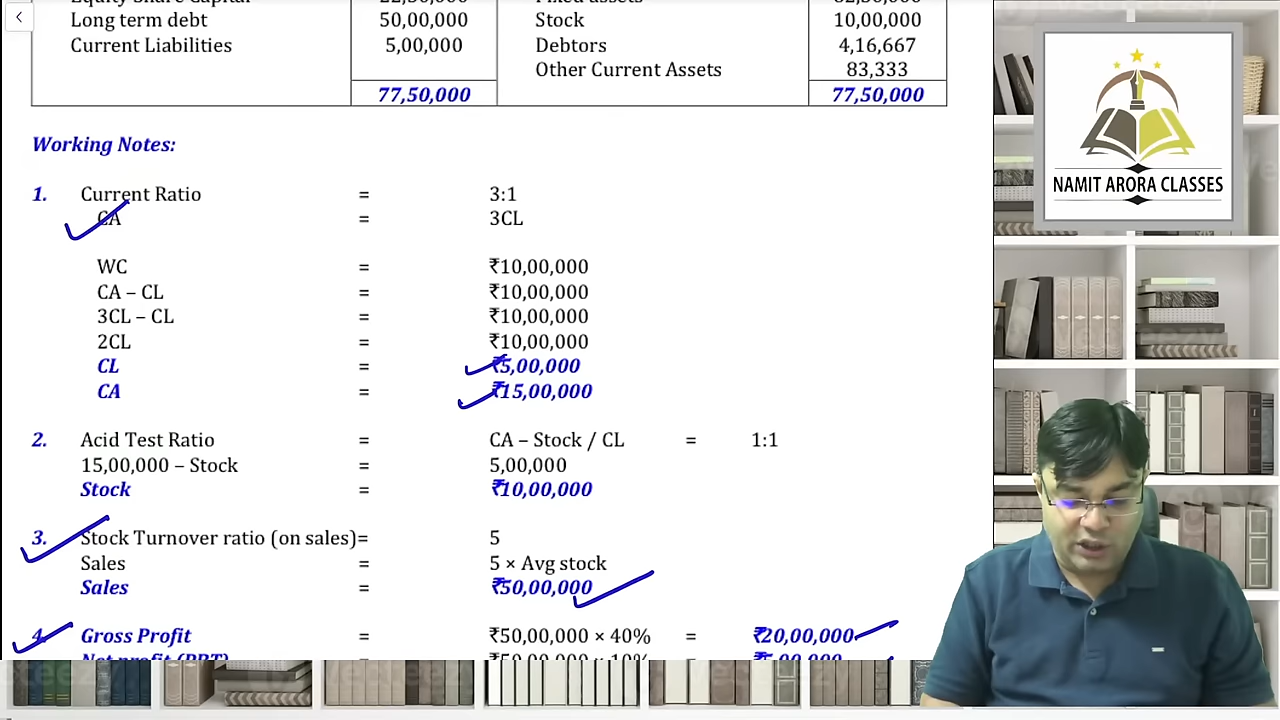 Long term debt 50,00,000 Stock 10,00,000
Current Liabilities 5,00,000 Debtors 4,16,667
Other Current Assets 83,333
77,50,000 77,50,000
Working Notes:
1. Current Ratio = 3:1
CA = 3CL
WC = ₹10,00,000
CA – CL = ₹10,00,000
3CL – CL = ₹10,00,000
2CL = ₹10,00,000
CL = ₹5,00,000
CA = ₹15,00,000
2. Acid Test Ratio = CA – Stock / CL = 1:1
15,00,000 – Stock = 5,00,000
Stock = ₹10,00,000
3. Stock Turnover ratio (on sales)= 5
Sales = 5 × Avg stock
Sales = ₹50,00,000
4. Gross Profit = ₹50,00,000 × 40% = ₹20,00,000
NAMIT ARORA CLASSES